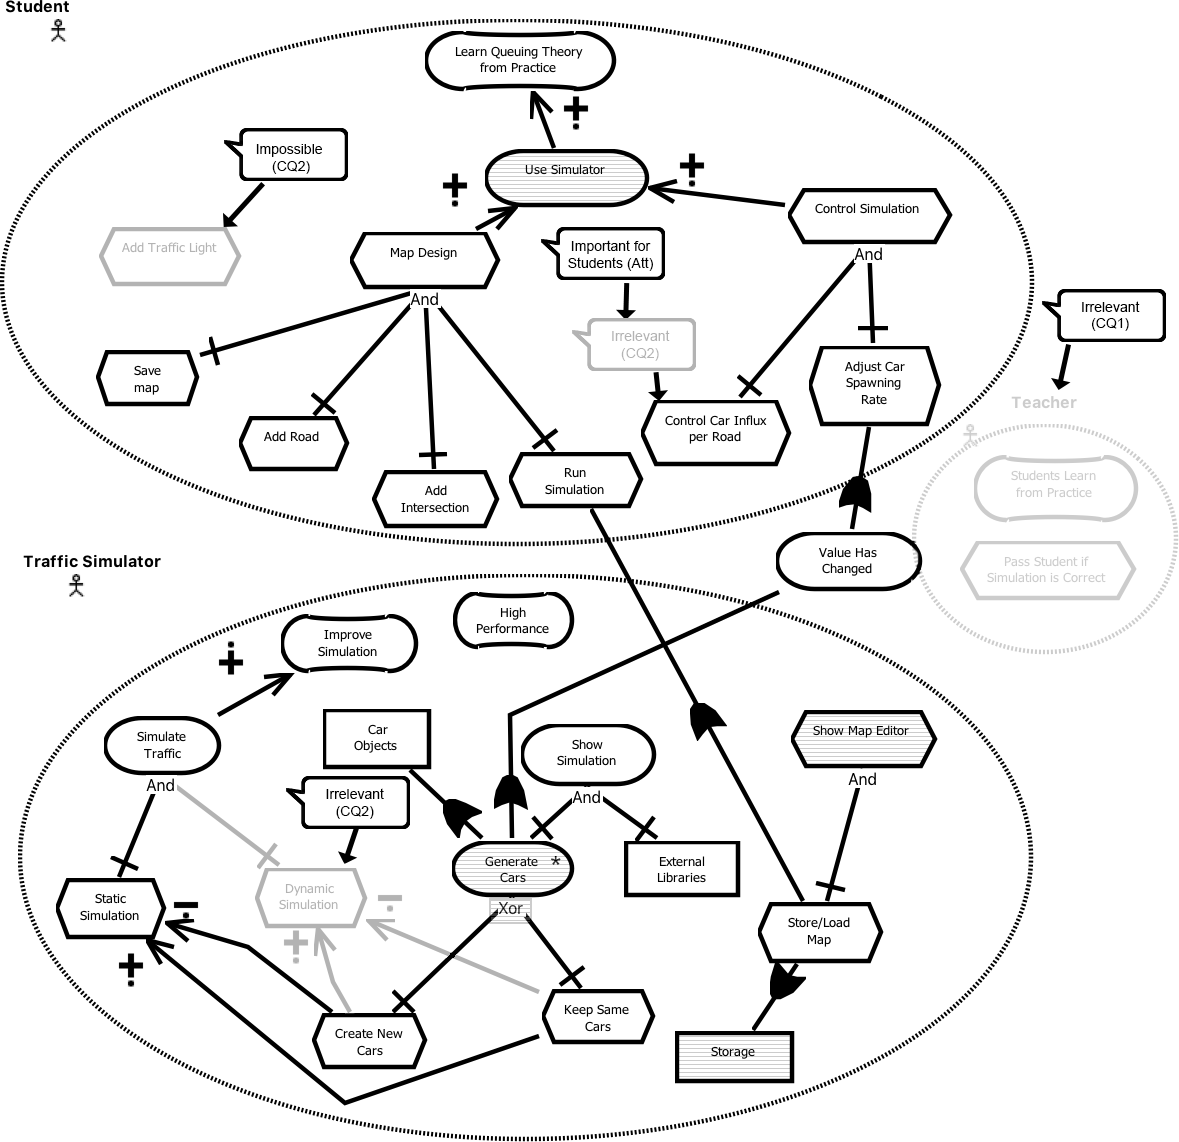 Student
Learn Queuing Theory
from Practice
Impossible
(CQ2)
Use Simulator
Control Simulation
And
Add Traffic Light
Map Design
And
Important for
Students (Att)
Irrelevant
(CQ2)
Irrelevant
(CQ1)
Save
map
Add Road
Add
Intersection
Run
Simulation
Control Car Influx
per Road
Adjust Car
Spawning
Rate
Teacher
Students Learn
from Practice
Pass Student if
Simulation is Correct
Value Has
Changed
Traffic Simulator
Improve
Simulation
High
Performance
Simulate
Traffic
And
Car
Objects
Show
Simulation
And
Show Map Editor
And
Irrelevant
(CQ2)
Generate *
Cars
Xor
External
Libraries
Static
Simulation
Dynamic
Simulation
Store/Load
Map
Create New
Cars
Keep Same
Cars
Storage